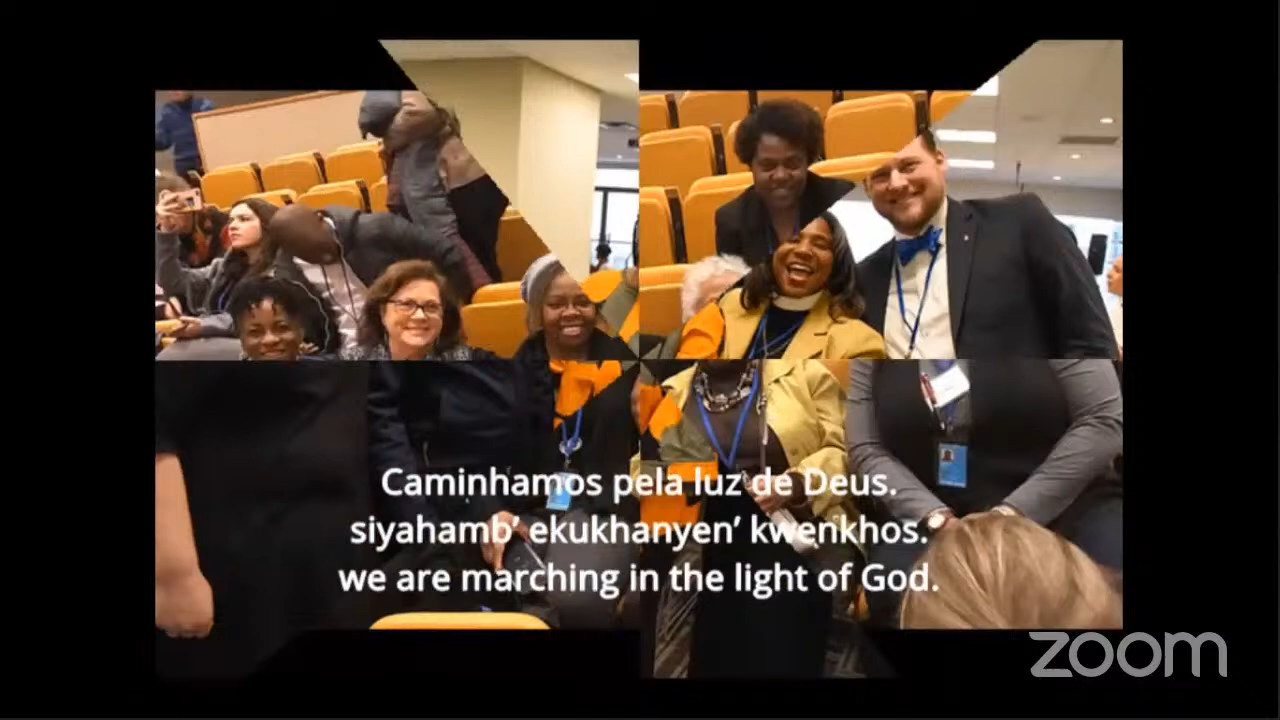 Caminhamos pela luz de Deus.
siyahamb’ ekukhanyen’ kwenkhos.
we are marching in the light of God.
zoom